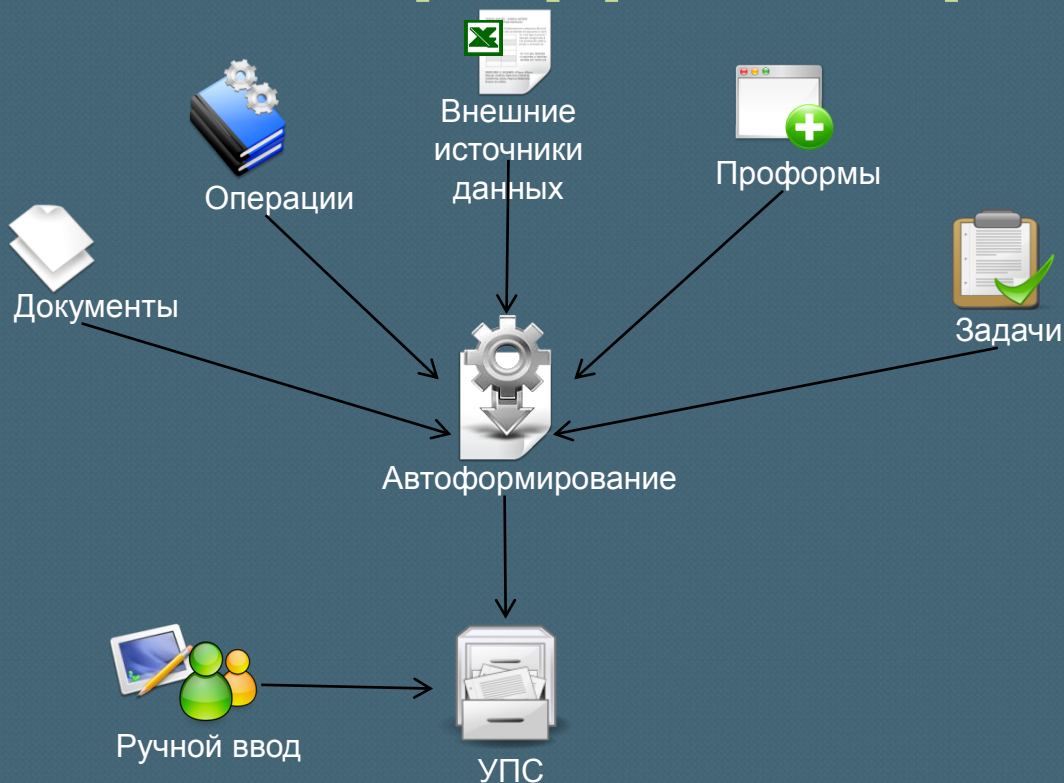 Внешние
источники
данных
Операции
Проформы
Документы
Задачи
Автоформирование
Ручной ввод
УПС